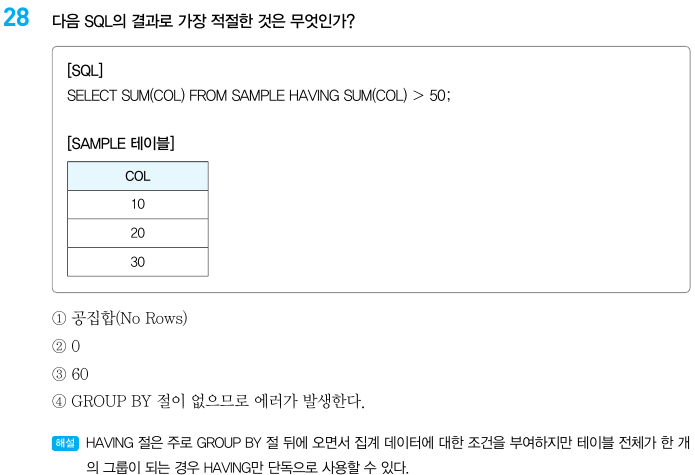 28 다음 SQL의 결과로 가장 적절한 것은 무엇인가?
[SQL]
SELECT SUM(COL) FROM SAMPLE HAVING SUM(COL) > 50;
[SAMPLE 테이블]
COL
10
20
30
① 공집합(No Rows)
② 0
③ 60
④ GROUP BY 절이 없으므로 에러가 발생한다.
해설 HAVING 절은 주로 GROUP BY 절 뒤에 오면서 집계 데이터에 대한 조건을 부여하지만 테이블 전체가 한 개
의 그룹이 되는 경우 HAVING만 단독으로 사용할 수 있다.